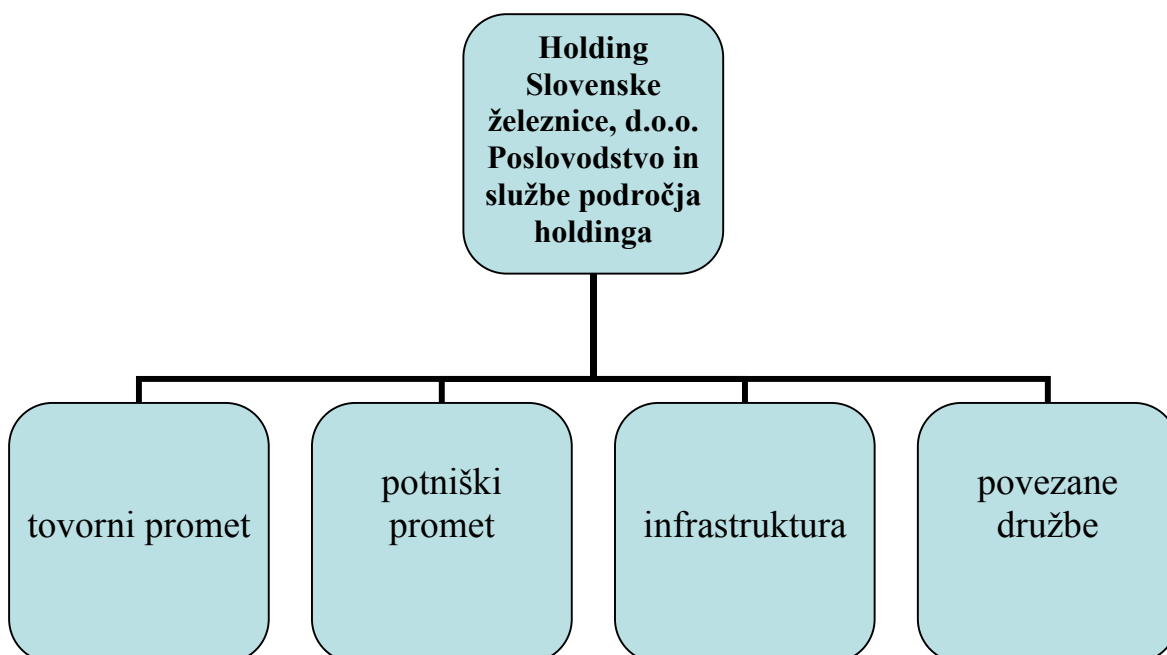 Holding
Slovenske
železnice, d.o.o.
Poslovodstvo in
službe področja
holdinga
tovorni promet
potniški
promet
infrastruktura
povezane
družbe